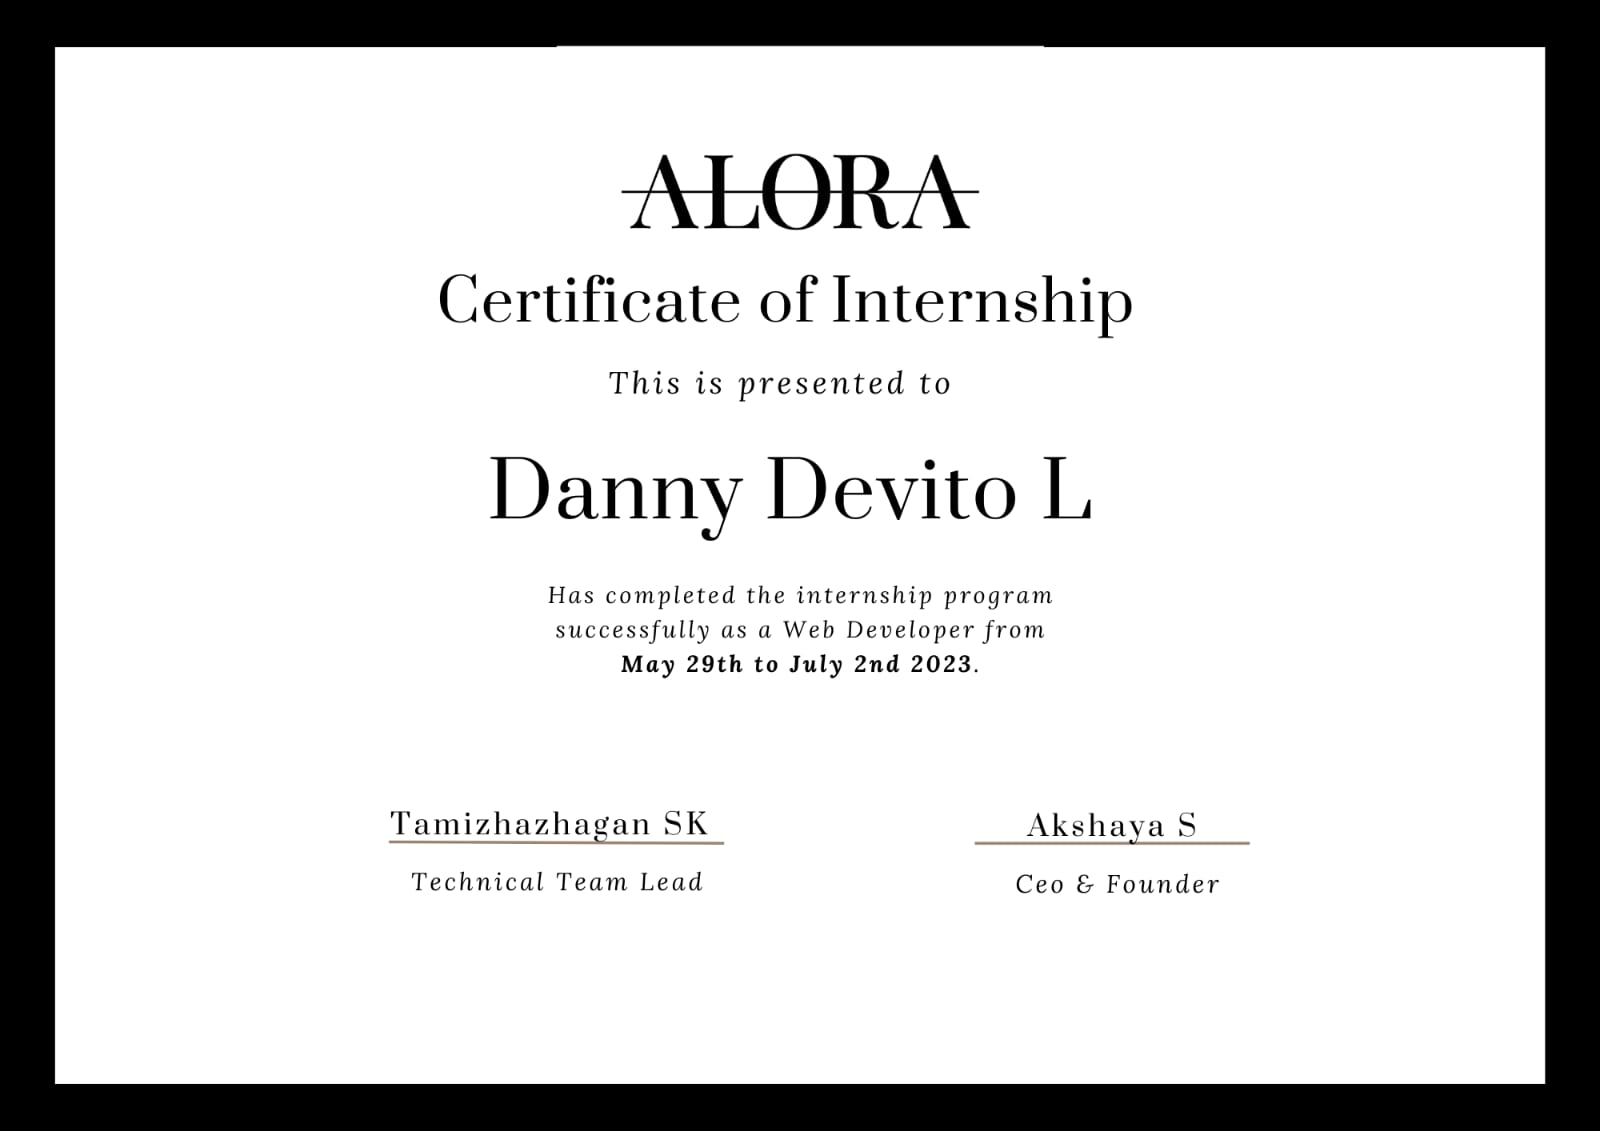 ALORA
Certificate of Internship
This is presented to
Danny Devito L
Has completed the internship program
successfully as a Web Developer from
May 29th to July 2nd 2023.
Tamizhazhagan SK
Technical Team Lead
Akshaya S
Ceo & Founder